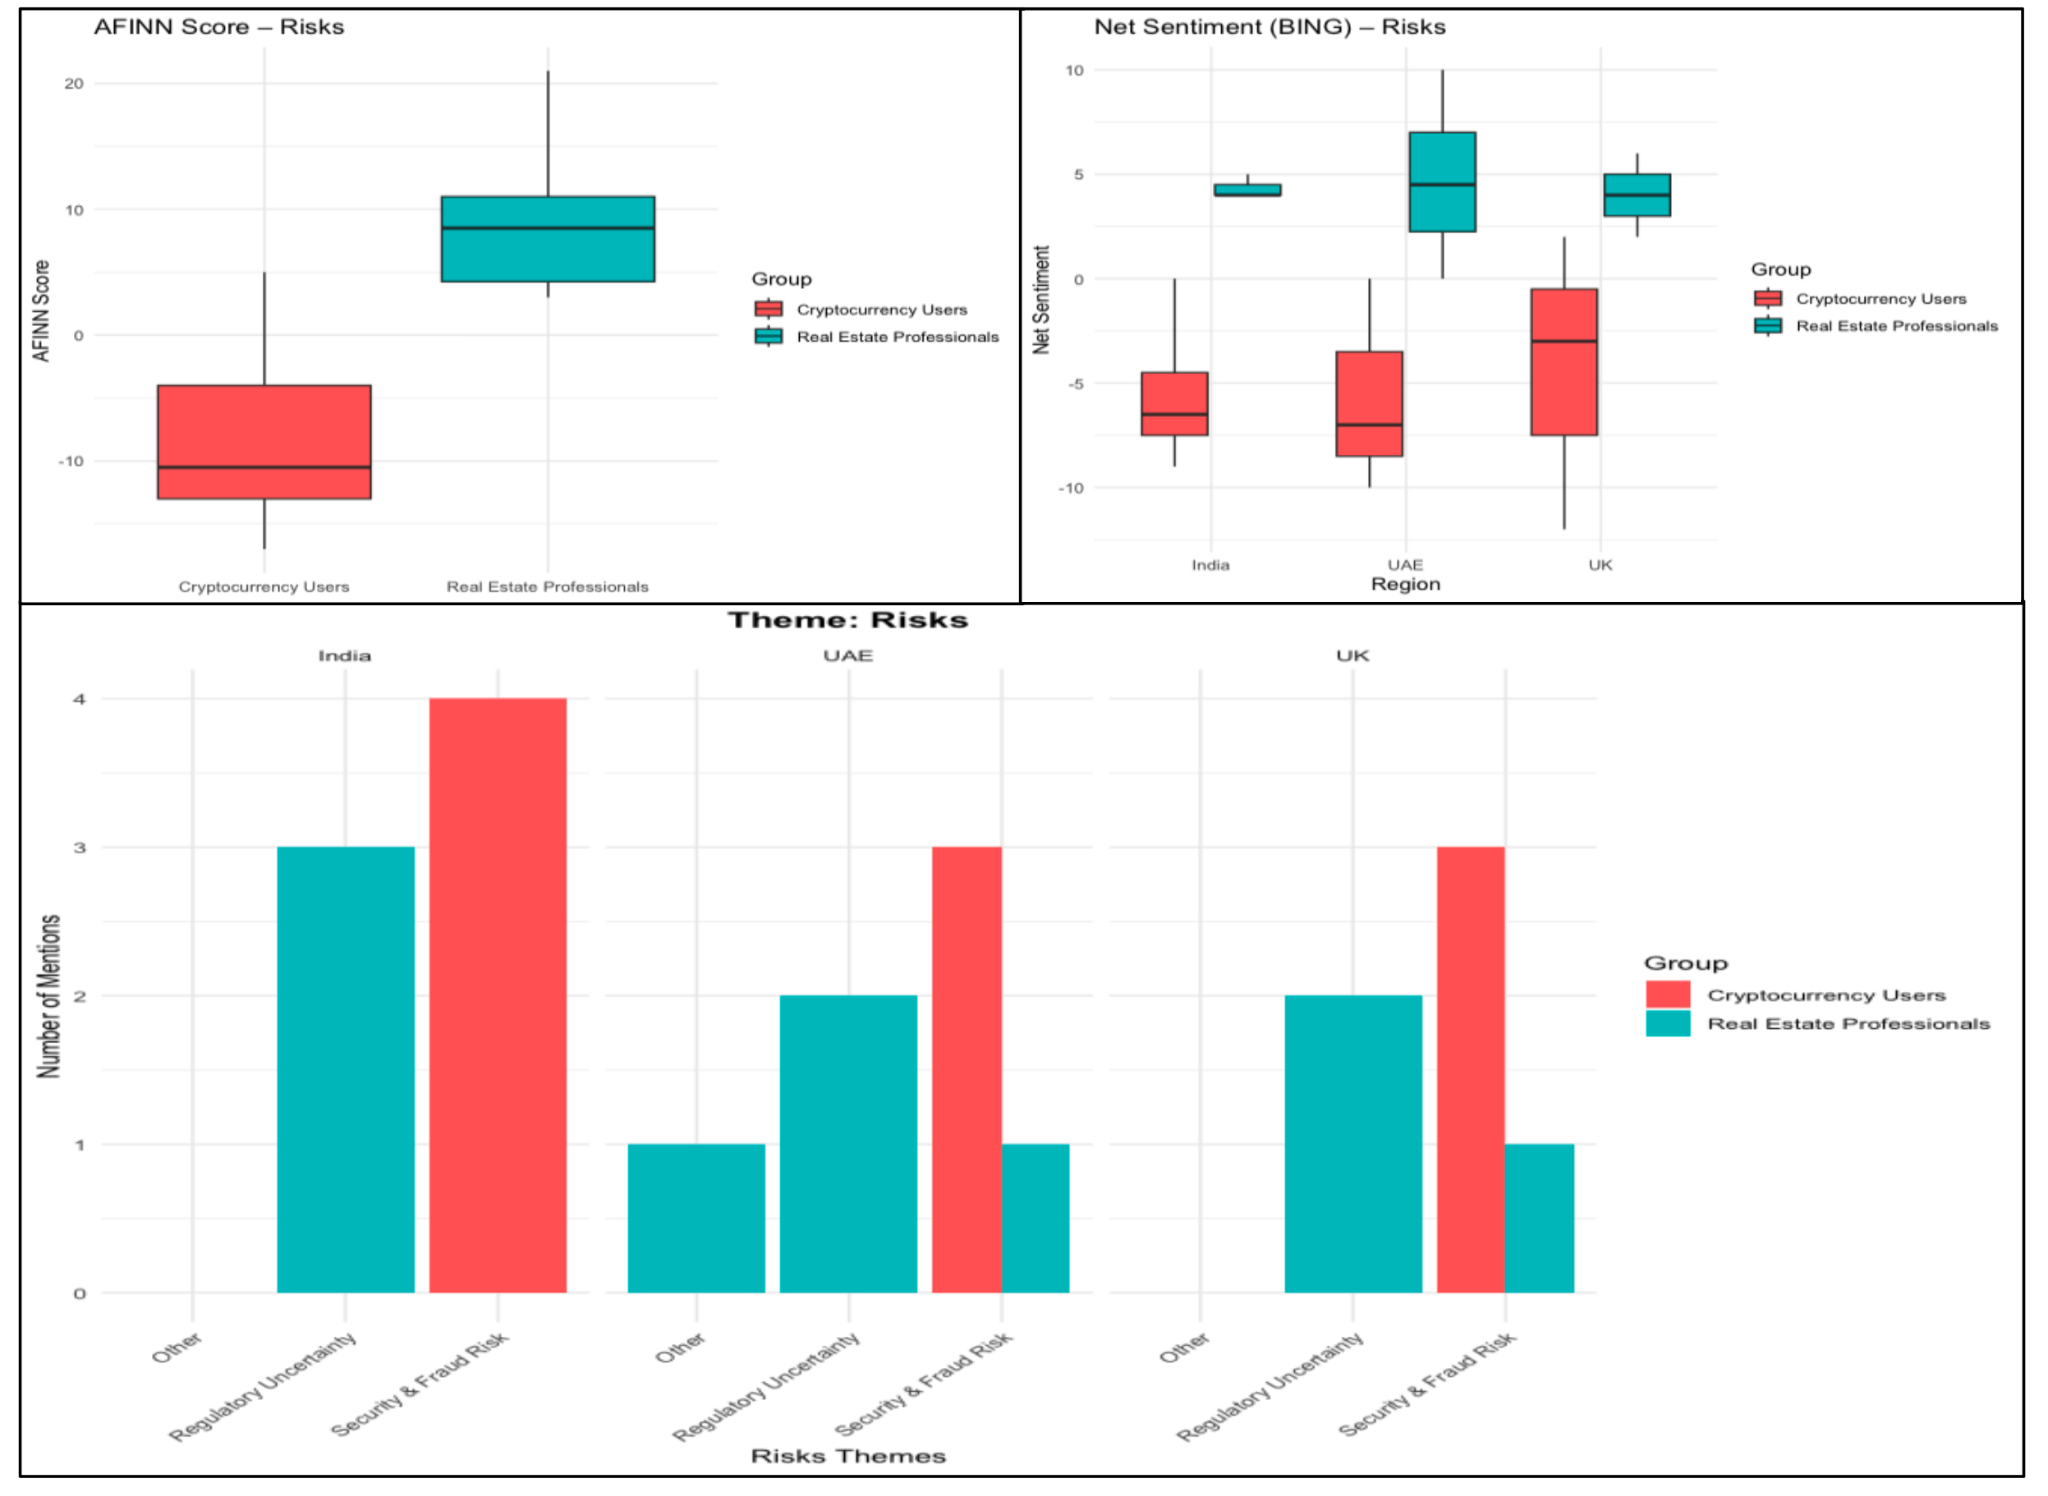 AFINN Score – Risks
20
10
0
-10
AFINN Score
Cryptocurrency Users
Real Estate Professionals
Group
Cryptocurrency Users
Real Estate Professionals
Net Sentiment (BING) – Risks
10
5
0
-5
-10
Net Sentiment
India
UAE
UK
Region
Group
Cryptocurrency Users
Real Estate Professionals
Theme: Risks
India
UAE
UK
4
3
2
1
0
Number of Mentions
Other
Regulatory Uncertainty
Security & Fraud Risk
Other
Regulatory Uncertainty
Security & Fraud Risk
Other
Regulatory Uncertainty
Security & Fraud Risk
Risks Themes
Group
Cryptocurrency Users
Real Estate Professionals